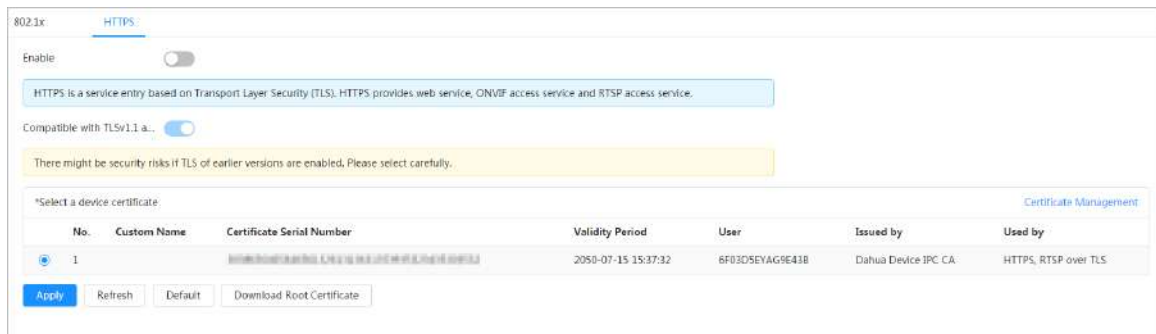 802.1x HTTPS
Enable
HTTPS is a service entry based on Transport Layer Security (TLS). HTTPS provides web service, ONVIF access service and RTSP access service.
Compatible with TLSv1.1 a...
There might be security risks if TLS of earlier versions are enabled, Please select carefully.
*Select a device certificate Certificate Management
No. Custom Name Certificate Serial Number Validity Period User Issued by Used by
1 2050-07-15 15:37:32 6F03D5EYAG9E438 Dahua Device IPC CA HTTPS, RTSP over TLS
Apply Refresh Default Download Root Certificate